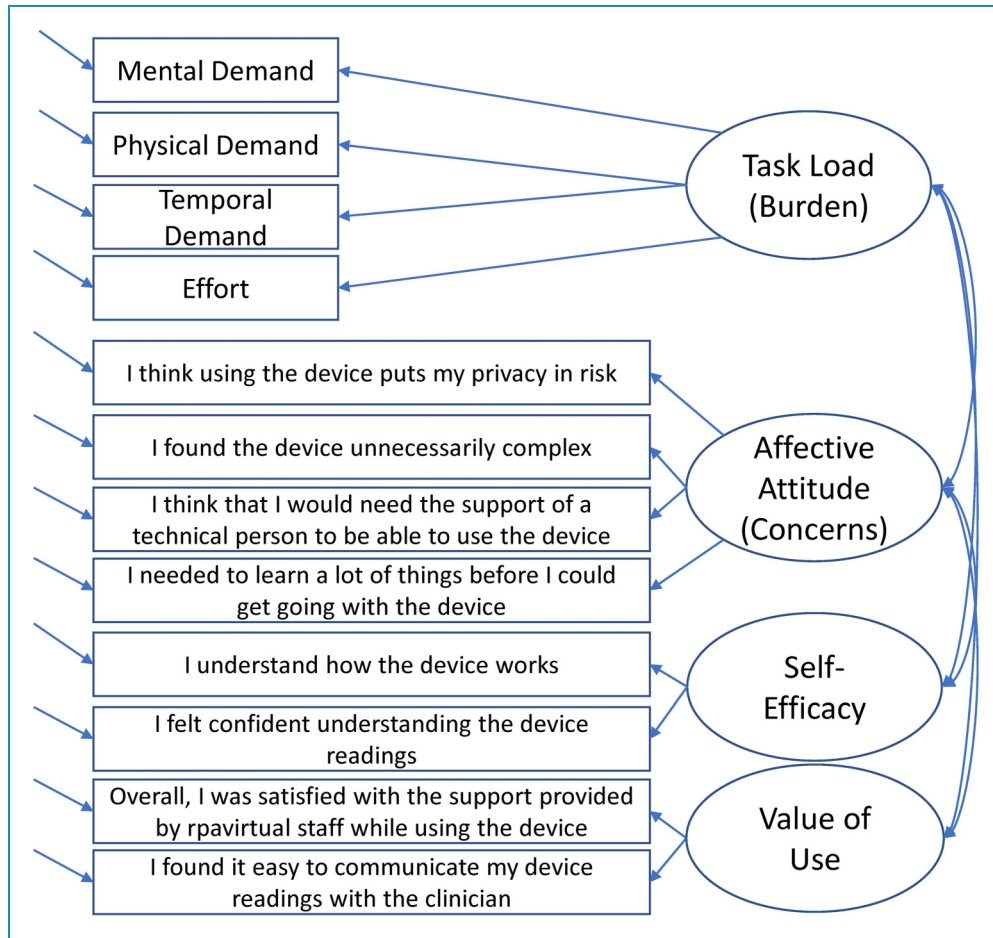 Mental Demand
Physical Demand
Temporal
Demand
Effort
Task Load
(Burden)
I think using the device puts my privacy in risk
I found the device unnecessarily complex
I think that I would need the support of a
technical person to be able to use the device
I needed to learn a lot of things before I could
get going with the device
Affective
Attitude
(Concerns)
I understand how the device works
I felt confident understanding the device
readings
Self-
Efficacy
Overall, I was satisfied with the support provided
by rpavirtual staff while using the device
I found it easy to communicate my device
readings with the clinician
Value of
Use